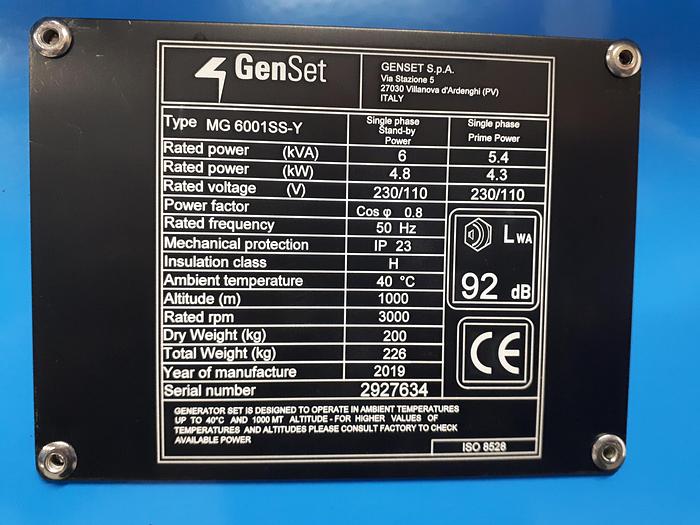 GenSet
GENSET S.p.A.
Via Stazione 5
27030 Villanova d'Ardenghi (PV)
ITALY
Type MG 6001SS-Y
Single phase
Stand-by
Power
Single phase
Prime Power
Rated power (kVA) 6 5.4
Rated power (kW) 4.8 4.3
Rated voltage (V) 230/110 230/110
Power factor Cos φ 0.8
Rated frequency 50 Hz
Mechanical protection IP 23
Insulation class H
Ambient temperature 40 °C
Altitude (m) 1000
Rated rpm 3000
Dry Weight (kg) 200
Total Weight (kg) 226
Year of manufacture 2019
Serial number 2927634
LWA
92 dB
CE
GENERATOR SET IS DESIGNED TO OPERATE IN AMBIENT TEMPERATURES
UP TO 40°C AND 1000 MT ALTITUDE - FOR HIGHER VALUES OF
TEMPERATURES AND ALTITUDES PLEASE CONSULT FACTORY TO CHECK
AVAILABLE POWER
ISO 8528